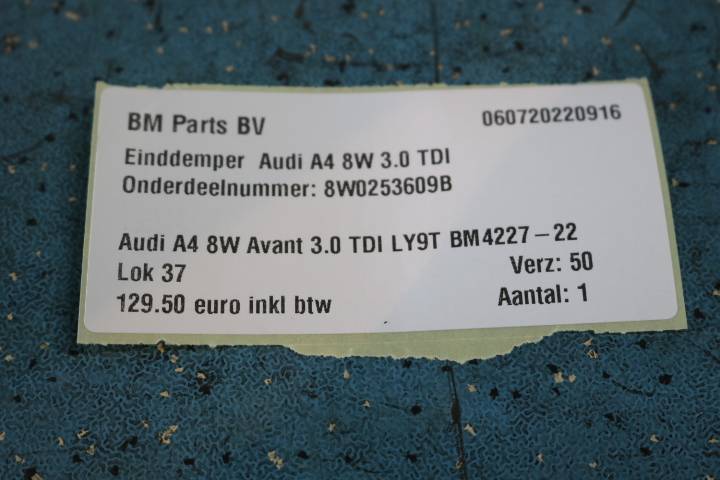 BM Parts BV 060720220916
Einddemper Audi A4 8W 3.0 TDI
Onderdeelnummer: 8W0253609B
Audi A4 8W Avant 3.0 TDI LY9T BM4227-22
Lok 37 Verz: 50
129.50 euro inkl btw Aantal: 1